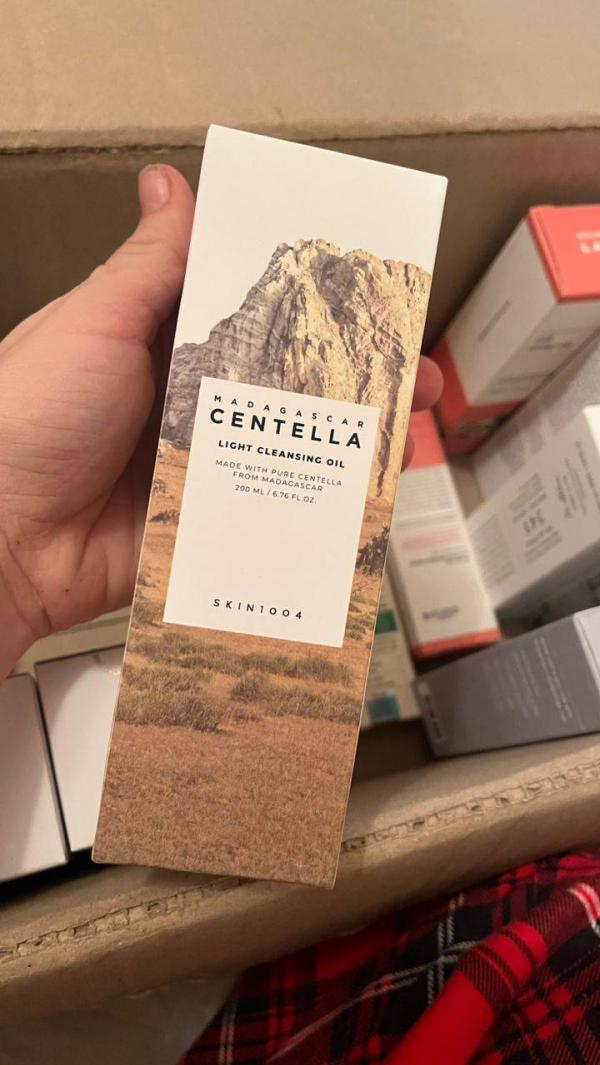 MADAGASCAR
CENTELLA
LIGHT CLEANSING OIL
MADE WITH PURE CENTELLA
FROM MADAGASCAR
200 ML / 6.76 FL.OZ.
SKIN1004